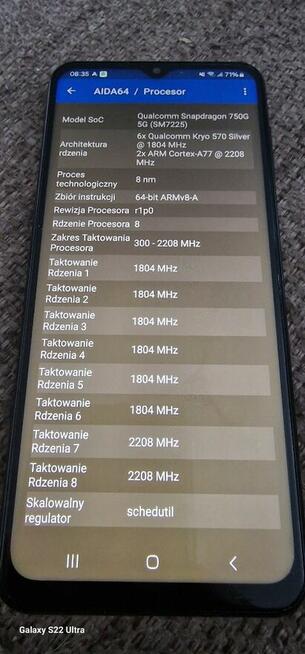 08:35
71%
AIDA64 / Procesor
Model SoC
Qualcomm Snapdragon 750G
5G (SM7225)
Architektura
rdzenia
6x Qualcomm Kryo 570 Silver
@ 1804 MHz
2x ARM Cortex-A77 @ 2208
MHz
Proces
technologiczny
8 nm
Zbiór instrukcji
64-bit ARMv8-A
Rewizja Procesora
r1p0
Rdzenie Procesora
8
Zakres Taktowania
Procesora
300 - 2208 MHz
Taktowanie
Rdzenia 1
1804 MHz
Taktowanie
Rdzenia 2
1804 MHz
Taktowanie
Rdzenia 3
1804 MHz
Taktowanie
Rdzenia 4
1804 MHz
Taktowanie
Rdzenia 5
1804 MHz
Taktowanie
Rdzenia 6
1804 MHz
Taktowanie
Rdzenia 7
2208 MHz
Taktowanie
Rdzenia 8
2208 MHz
Skalowalny
regulator
schedutil
Galaxy S22 Ultra